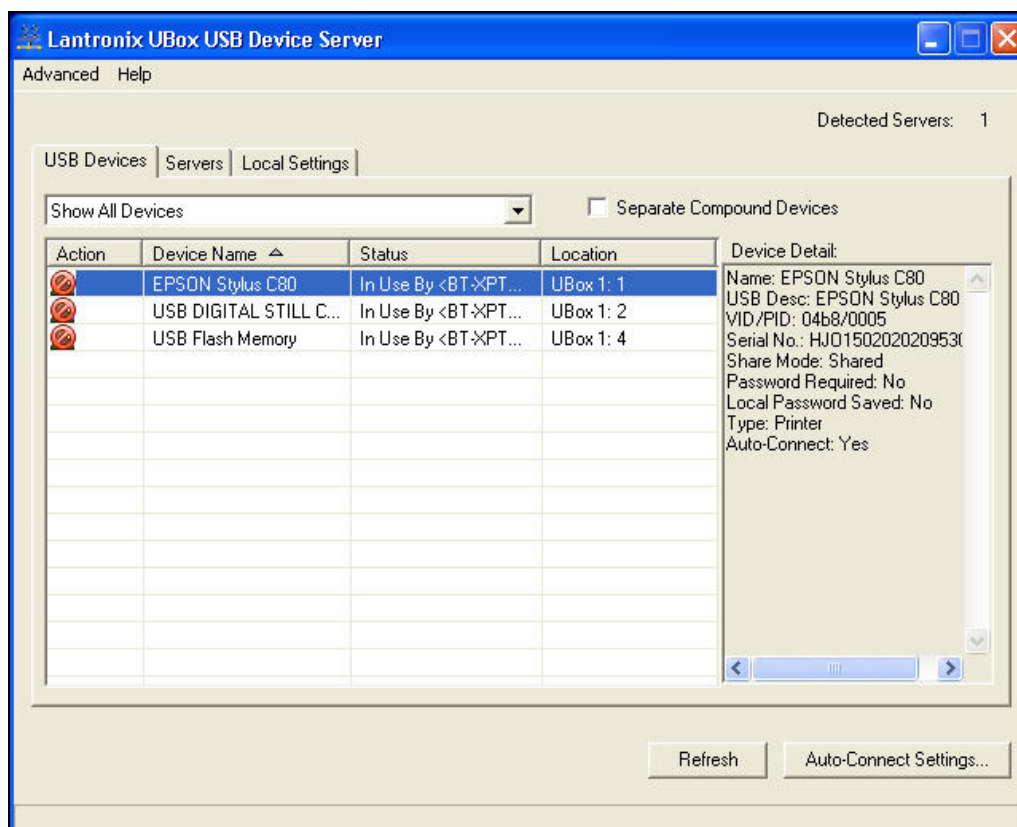 Lantronix UBox USB Device Server
Advanced Help
Detected Servers: 1
USB Devices Servers Local Settings
Show All Devices
Separate Compound Devices
Action Device Name Status Location
EPSON Stylus C80 In Use By <BT-XPT... UBox 1: 1
USB DIGITAL STILL C... In Use By <BT-XPT... UBox 1: 2
USB Flash Memory In Use By <BT-XPT... UBox 1: 4
Device Detail:
Name: EPSON Stylus C80
USB Desc: EPSON Stylus C80
VID/PID: 04b8/0005
Serial No.:
Share Mode: Shared
Password Required: No
Local Password Saved: No
Type: Printer
Auto-Connect: Yes
Refresh Auto-Connect Settings...